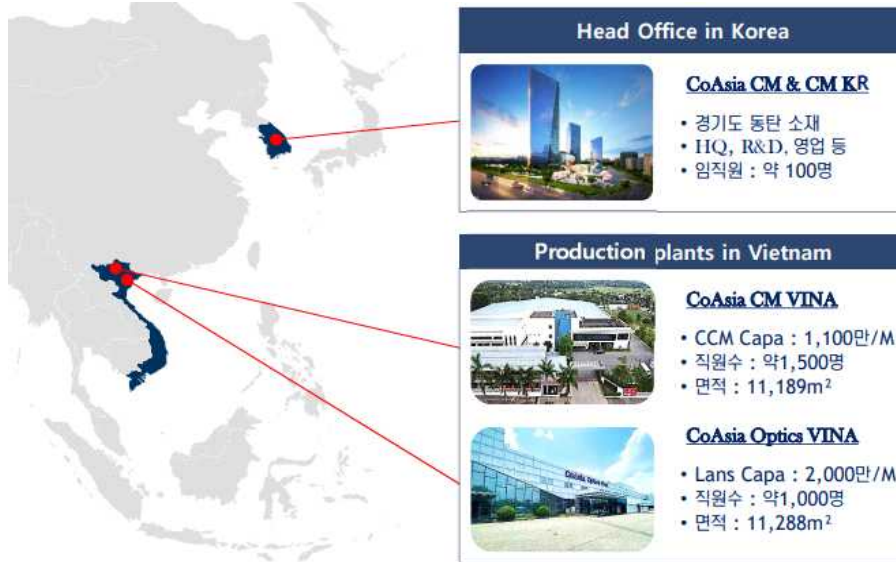 Head Office in Korea
CoAsia CM & CM KR
• 경기도 동탄 소재
• HQ, R&D, 영업 등
• 임직원 : 약 100명
Production plants in Vietnam
CoAsia CM VINA
• CCM Capa : 1,100만/M
• 직원수 : 약1,500명
• 면적 : 11,189m²
CoAsia Optics VINA
CoAsia Optics Vina
• Lans Capa : 2,000만/M
• 직원수 : 약1,000명
• 면적 : 11,288m²